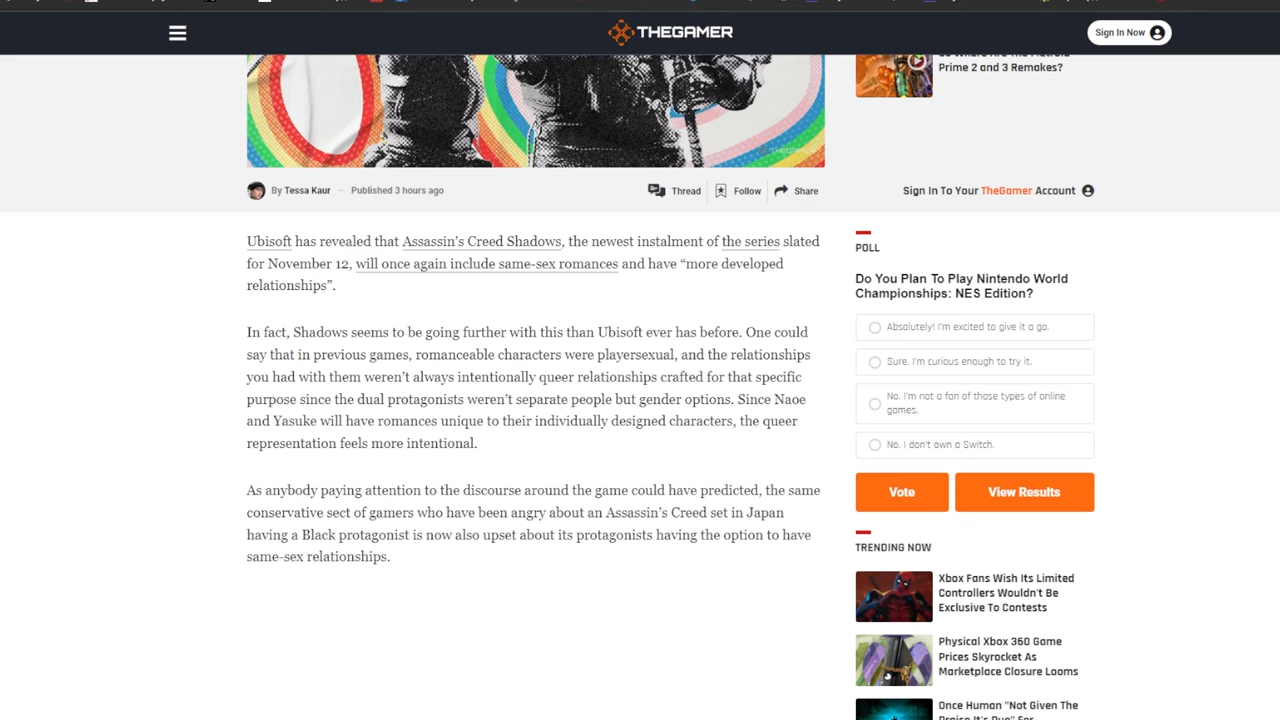 THEGAMER
Sign In Now
Prime 2 and 3 Remakes?
THEGAMER
By Tessa Kaur — Published 3 hours ago
Thread
Follow
Share
Sign In To Your TheGamer Account
Ubisoft has revealed that Assassin's Creed Shadows, the newest instalment of the series slated
for November 12, will once again include same-sex romances and have “more developed
relationships”.
In fact, Shadows seems to be going further with this than Ubisoft ever has before. One could
say that in previous games, romanceable characters were playersexual, and the relationships
you had with them weren't always intentionally queer relationships crafted for that specific
purpose since the dual protagonists weren't separate people but gender options. Since Naoe
and Yasuke will have romances unique to their individually designed characters, the queer
representation feels more intentional.
As anybody paying attention to the discourse around the game could have predicted, the same
conservative sect of gamers who have been angry about an Assassin's Creed set in Japan
having a Black protagonist is now also upset about its protagonists having the option to have
same-sex relationships.
POLL
Do You Plan To Play Nintendo World
Championships: NES Edition?
Absolutely! I'm excited to give it a go.
Sure. I'm curious enough to try it.
No. I'm not a fan of those types of online
games.
No. I don't own a Switch.
Vote
View Results
TRENDING NOW
Xbox Fans Wish Its Limited
Controllers Wouldn't Be
Exclusive To Contests
Physical Xbox 360 Game
Prices Skyrocket As
Marketplace Closure Looms
Once Human "Not Given The